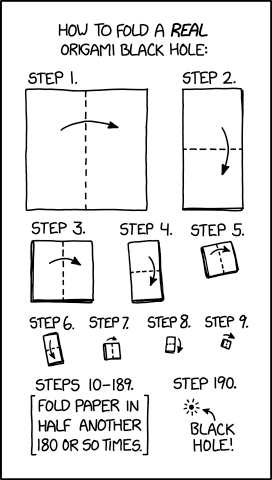 HOW TO FOLD A REAL
ORIGAMI BLACK HOLE:
STEP 1.
STEP 2.
STEP 3.
STEP 4.
STEP 5.
STEP 6.
STEP 7.
STEP 8.
STEP 9.
STEPS 10-189.
FOLD PAPER IN
HALF ANOTHER
180 OR SO TIMES.
STEP 190.
BLACK
HOLE!